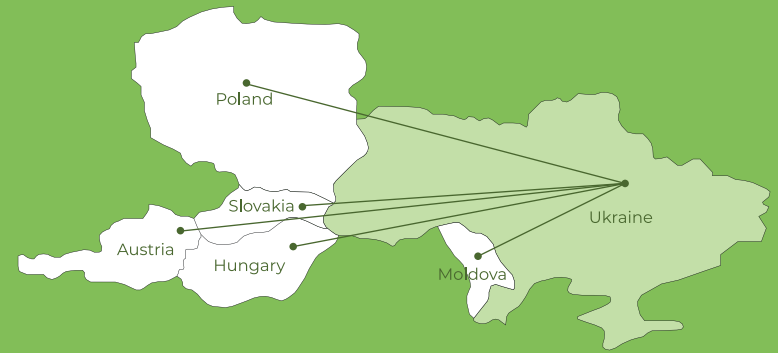 Poland
Slovakia
Ukraine
Austria
Hungary
Moldova